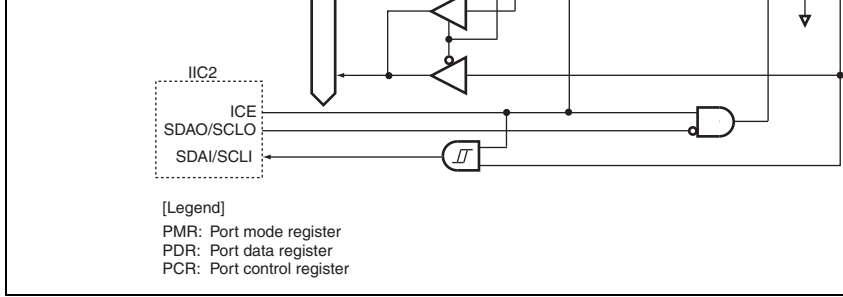 IIC2
ICE
SDAO/SCLO
SDAI/SCLI
[Legend]
PMR: Port mode register
PDR: Port data register
PCR: Port control register